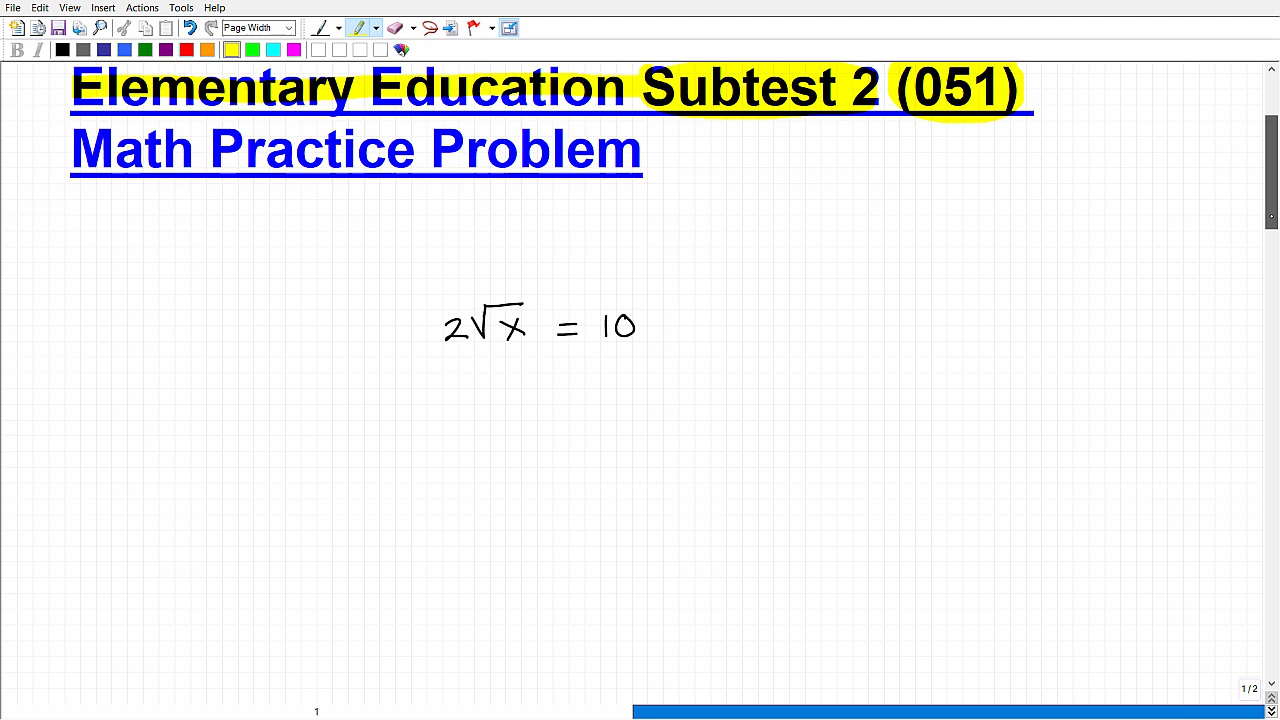 File Edit View Insert Actions Tools Help
Page Width
B I
Elementary Education Subtest 2 (051)
Math Practice Problem
2√x = 10
1/2
1